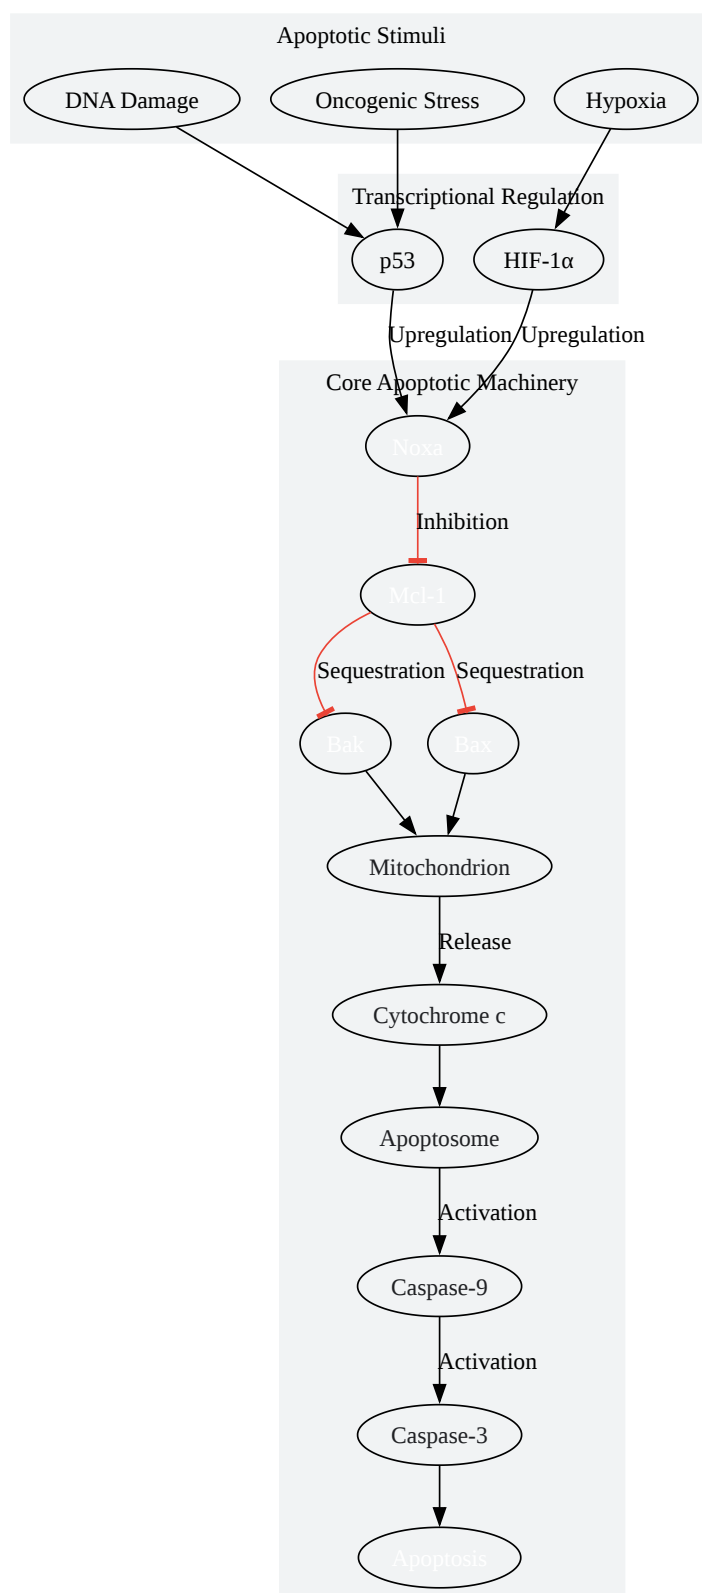 Apoptotic Stimuli
DNA Damage
Oncogenic Stress
Hypoxia
Transcriptional Regulation
p53
HIF-1α
Upregulation
Upregulation
Core Apoptotic Machinery
Noxa
Inhibition
Mcl-1
Sequestration
Sequestration
Bak
Bax
Mitochondrion
Release
Cytochrome c
Apoptosome
Activation
Caspase-9
Activation
Caspase-3
Apoptosis